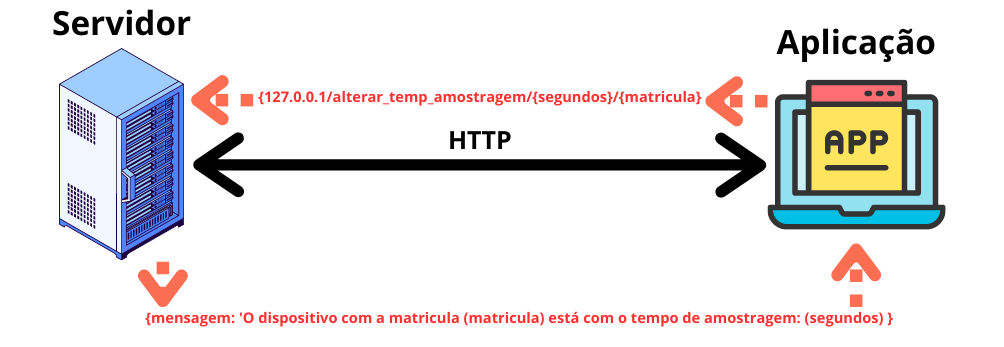 Servidor
Aplicação
{127.0.0.1/alterar_temp_amostragem/{segundos}/{matricula}
HTTP
APP
{mensagem: 'O dispositivo com a matricula (matricula) está com o tempo de amostragem: (segundos) }